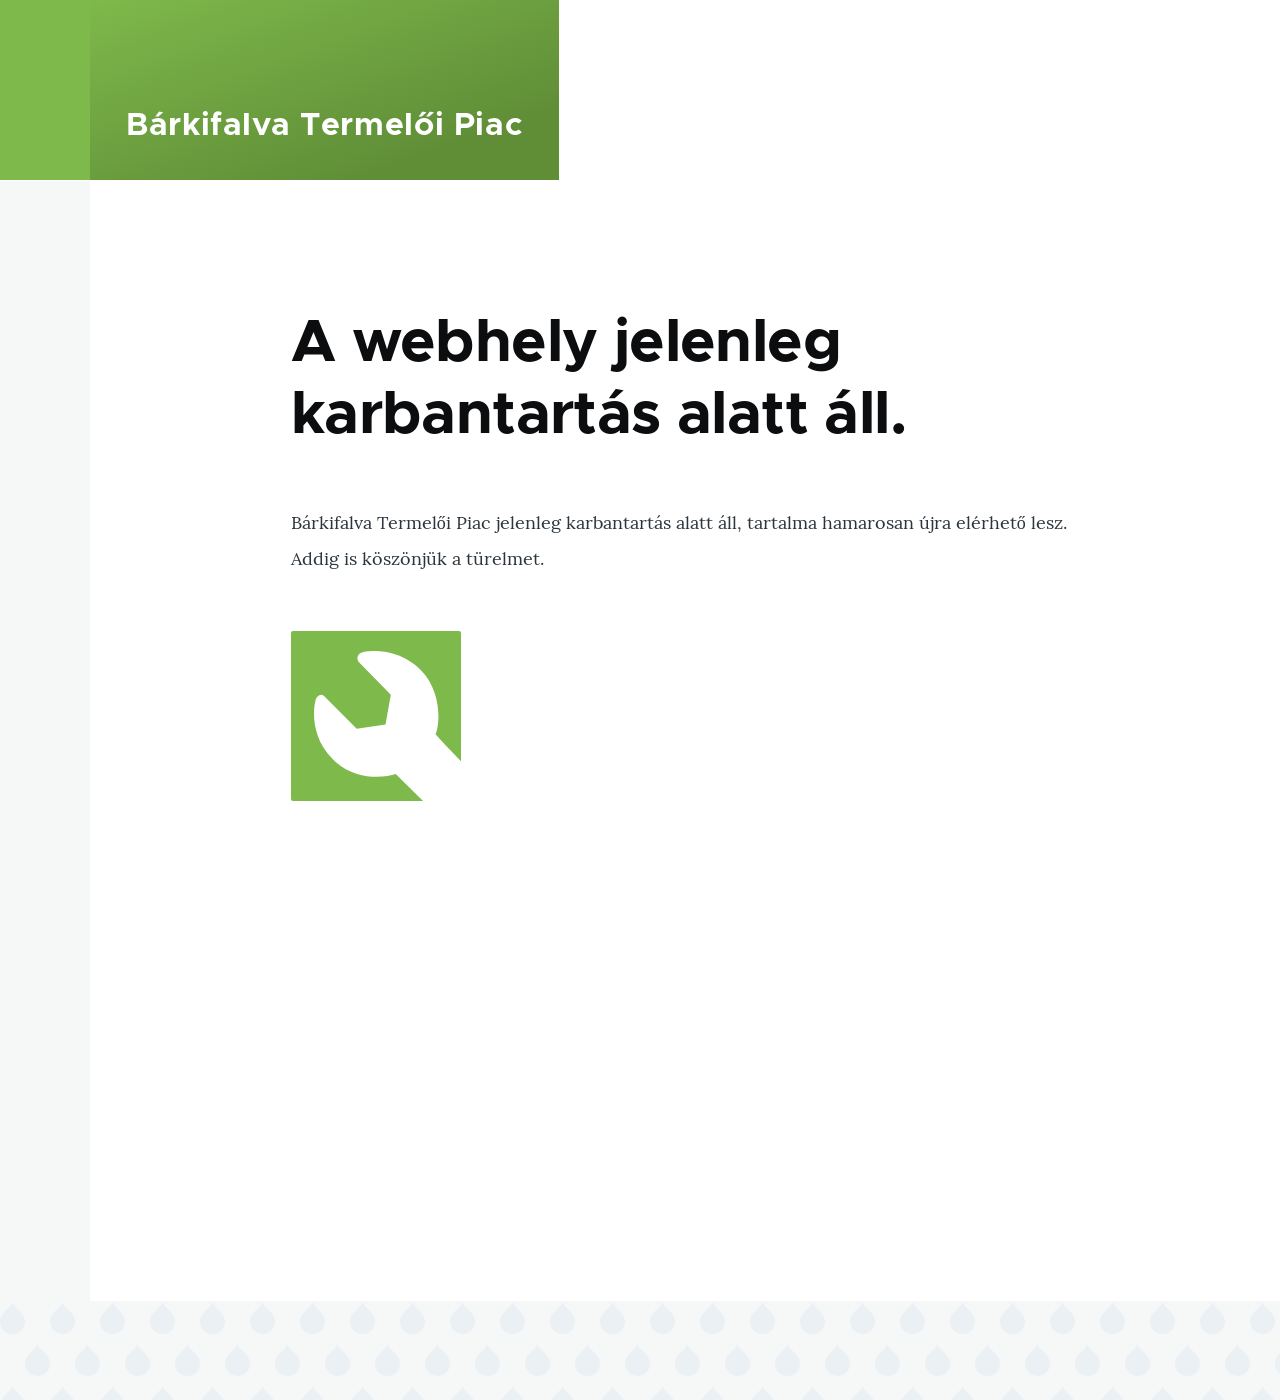 Bárkifalva Termelői Piac
A webhely jelenleg
karbantartás alatt áll.
Bárkifalva Termelői Piac jelenleg karbantartás alatt áll, tartalma hamarosan újra elérhető lesz.
Addig is köszönjük a türelmet.